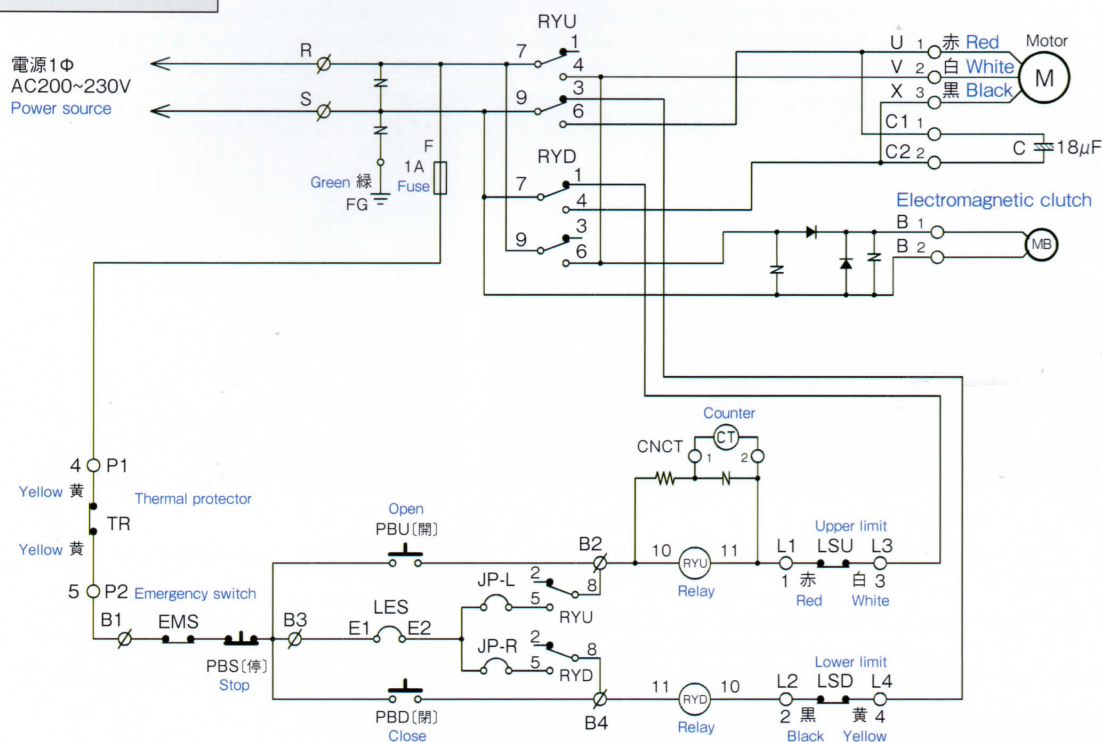 電源1Φ
AC200~230V
Power source
R
S
F
1A
Fuse
Green 緑
FG
RYU
7
1
4
9
3
6
RYD
7
1
4
9
3
6
U 1 赤 Red
V 2 白 White
X 3 黒 Black
Motor
M
C1 1
C2 2
C 18μF
Electromagnetic clutch
B 1
B 2
MB
4 P1
Yellow 黄
Thermal protector
TR
Yellow 黄
5 P2
Emergency switch
B1
EMS
PBS〔停〕
Stop
B3
Open
PBU〔開〕
LES
E1 E2
JP-L
2
5
8
RYU
JP-R
2
5
8
RYD
PBD〔閉〕
Close
B2
B4
Counter
CNCT
CT
1
2
10 RYU 11
Relay
11 RYD 10
Relay
Upper limit
L1 LSU L3
1 赤 白 3
Red White
Lower limit
L2 LSD L4
2 黒 黄 4
Black Yellow